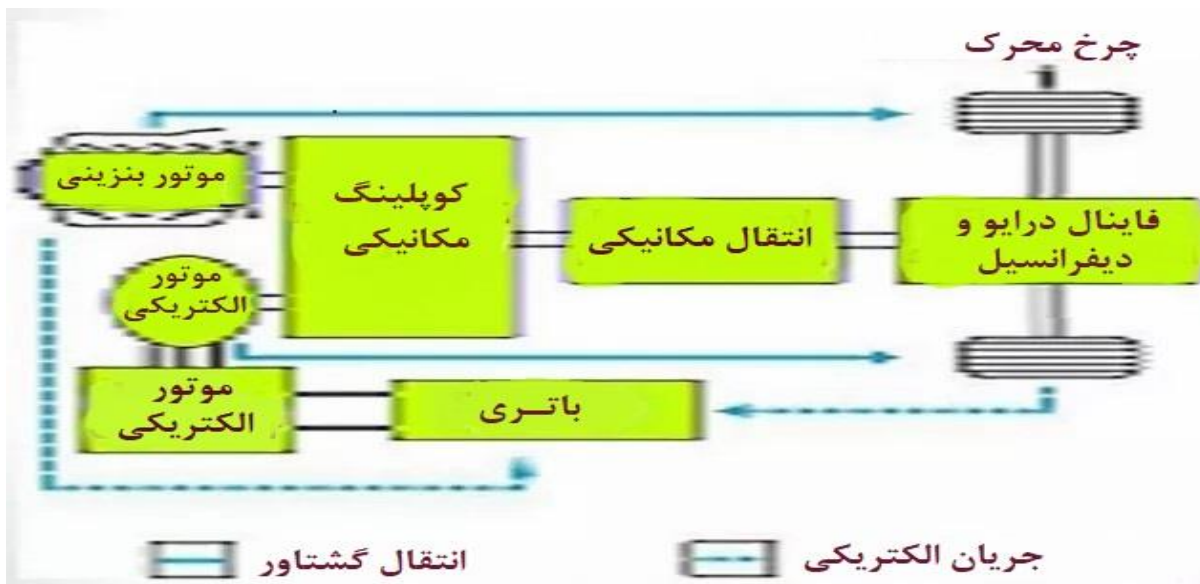 چرخ محرک
موتور بنزینی
کوپلینگ
مکانیکی
انتقال مکانیکی
فاینال درایو و
دیفرانسیل
موتور
الکتریکی
موتور
الکتریکی
باتری
انتقال گشتاور
جریان الکتریکی